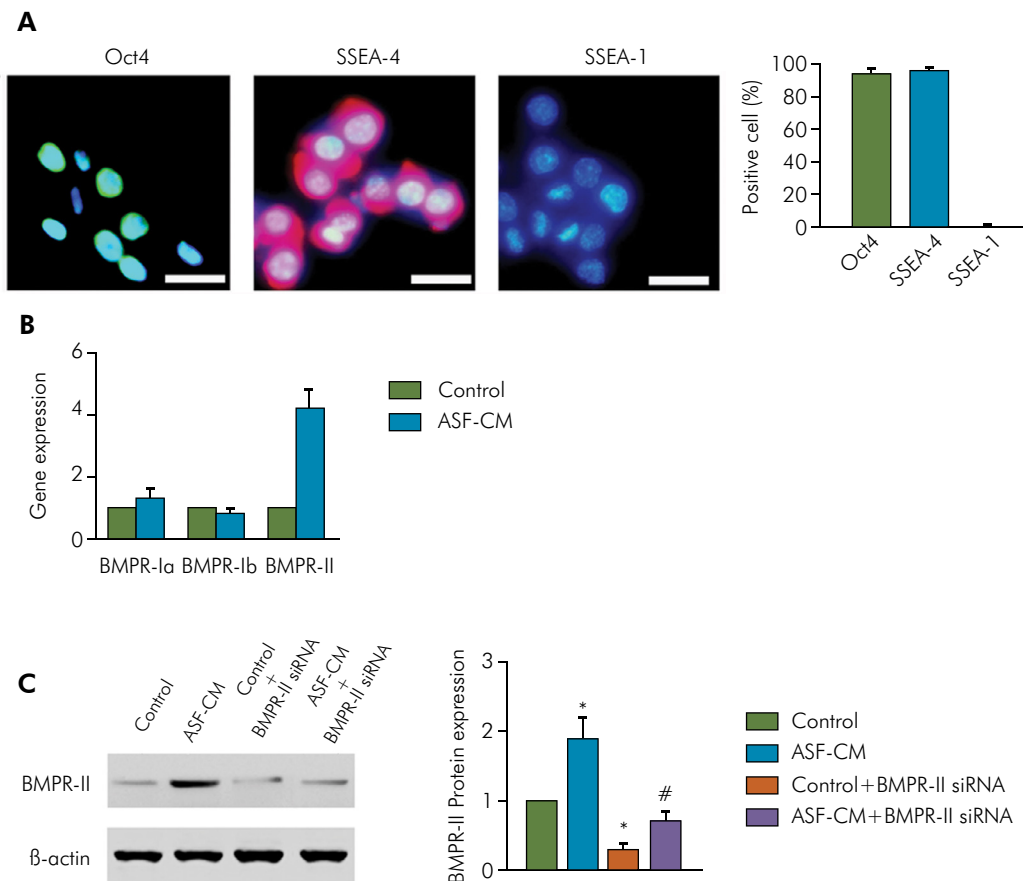 A
Oct4
SSEA-4
SSEA-1
Positive cell (%)
100
80
60
40
20
0
Oct4
SSEA-4
SSEA-1
B
Gene expression
6
4
2
0
BMPR-Ia BMPR-Ib BMPR-II
Control
ASF-CM
C
Control
ASF-CM
Control
+
BMPR-II siRNA
ASF-CM
+
BMPR-II siRNA
BMPR-II
ß-actin
BMPR-II Protein expression
3
2
1
0
*
*
#
Control
ASF-CM
Control+BMPR-II siRNA
ASF-CM+BMPR-II siRNA